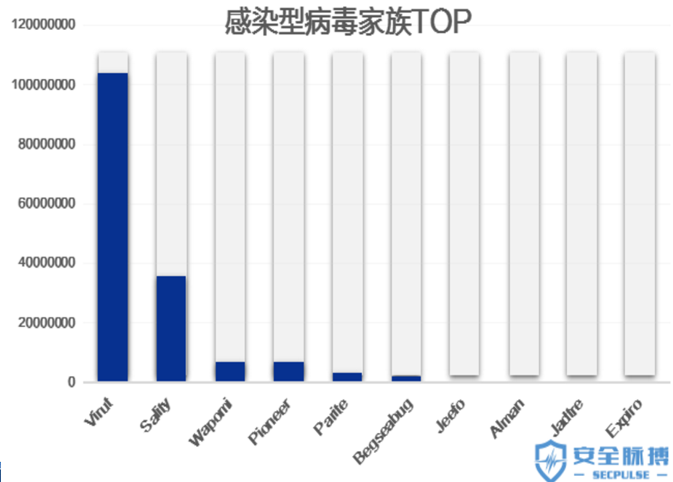 感染型病毒家族TOP
120000000
100000000
80000000
60000000
40000000
20000000
0
Virut
Sality
Wapomi
Pioneer
Parite
Begseabug
Jeefo
Alman
Jadtre
Expiro
安全脉搏
SECPULSE